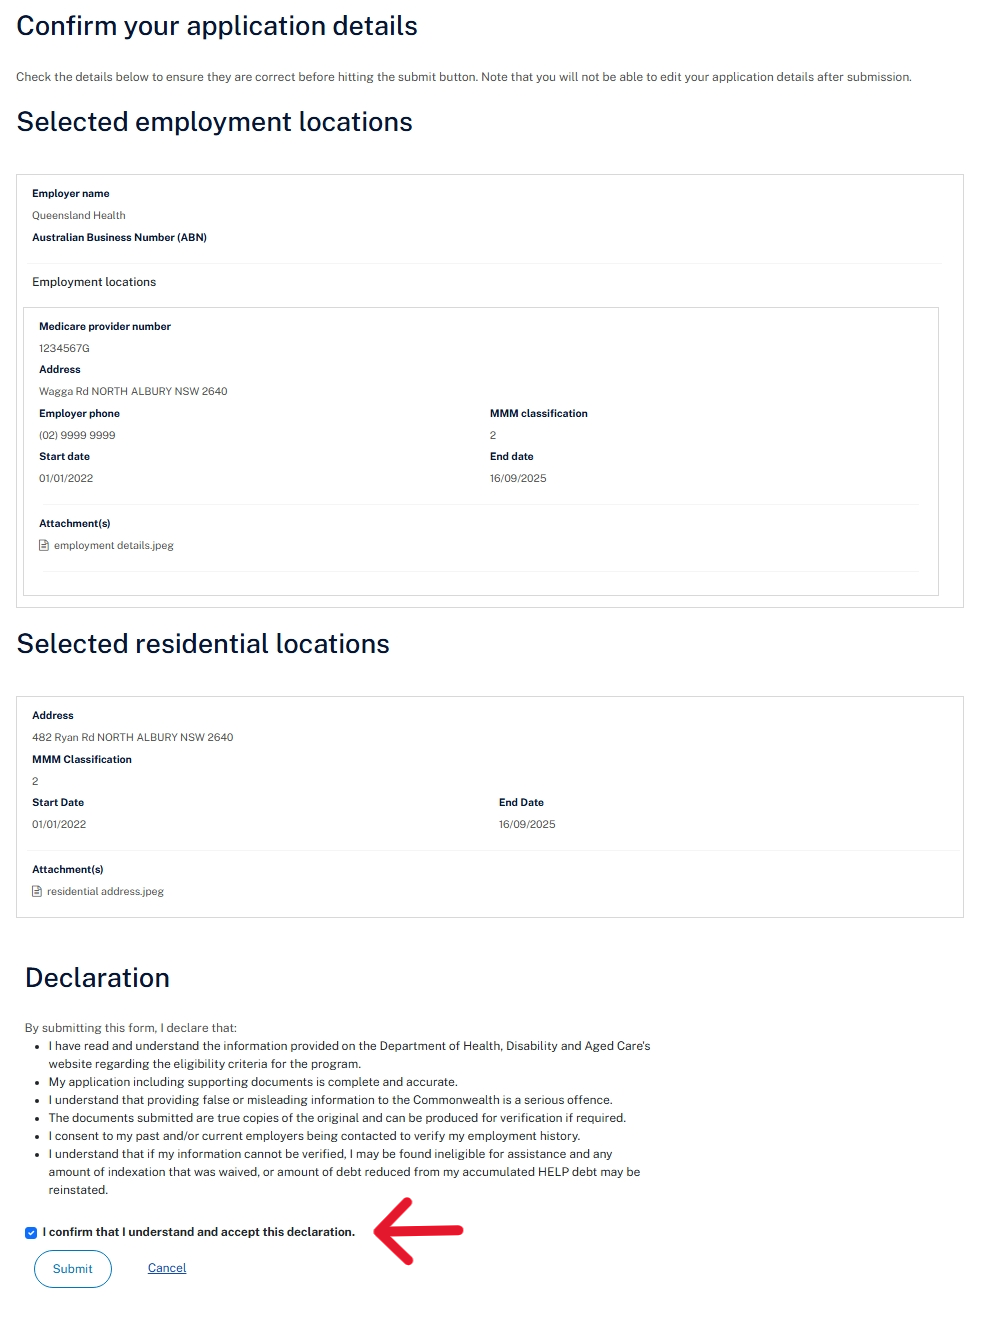 Confirm your application details
Check the details below to ensure they are correct before hitting the submit button. Note that you will not be able to edit your application details after submission.
Selected employment locations
Employer name
Queensland Health
Australian Business Number (ABN)
Employment locations
Medicare provider number
1234567G
Address
Wagga Rd NORTH ALBURY NSW 2640
Employer phone
(02) 9999 9999
MMM classification
2
Start date
01/01/2022
End date
16/09/2025
Attachment(s)
employment details.jpeg
Selected residential locations
Address
482 Ryan Rd NORTH ALBURY NSW 2640
MMM Classification
2
Start Date
01/01/2022
End Date
16/09/2025
Attachment(s)
residential address.jpeg
Declaration
By submitting this form, I declare that:
• I have read and understand the information provided on the Department of Health, Disability and Aged Care's
website regarding the eligibility criteria for the program.
• My application including supporting documents is complete and accurate.
• I understand that providing false or misleading information to the Commonwealth is a serious offence.
• The documents submitted are true copies of the original and can be produced for verification if required.
• I consent to my past and/or current employers being contacted to verify my employment history.
• I understand that if my information cannot be verified, I may be found ineligible for assistance and any
amount of indexation that was waived, or amount of debt reduced from my accumulated HELP debt may be
reinstated.
I confirm that I understand and accept this declaration.
Submit
Cancel